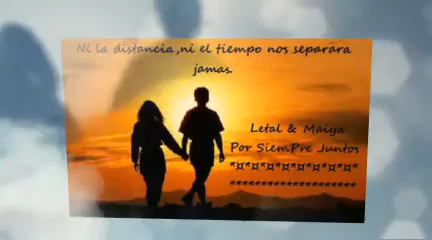 Ni la distancia,ni el tiempo nos separara
jamas.
Letal & Maiya
Por SiemPre Juntos
*¤*¤*¤*¤*¤*¤*¤*¤*
********************